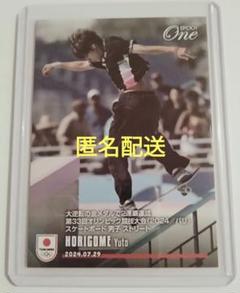 EPOCH
One
匿名配送
大逆転の金メダルで2連覇達成
第33回オリンピック競技大会(2024／パリ)
スケートボード 男子 ストリート
HORIGOME Yuto
2024.07.29